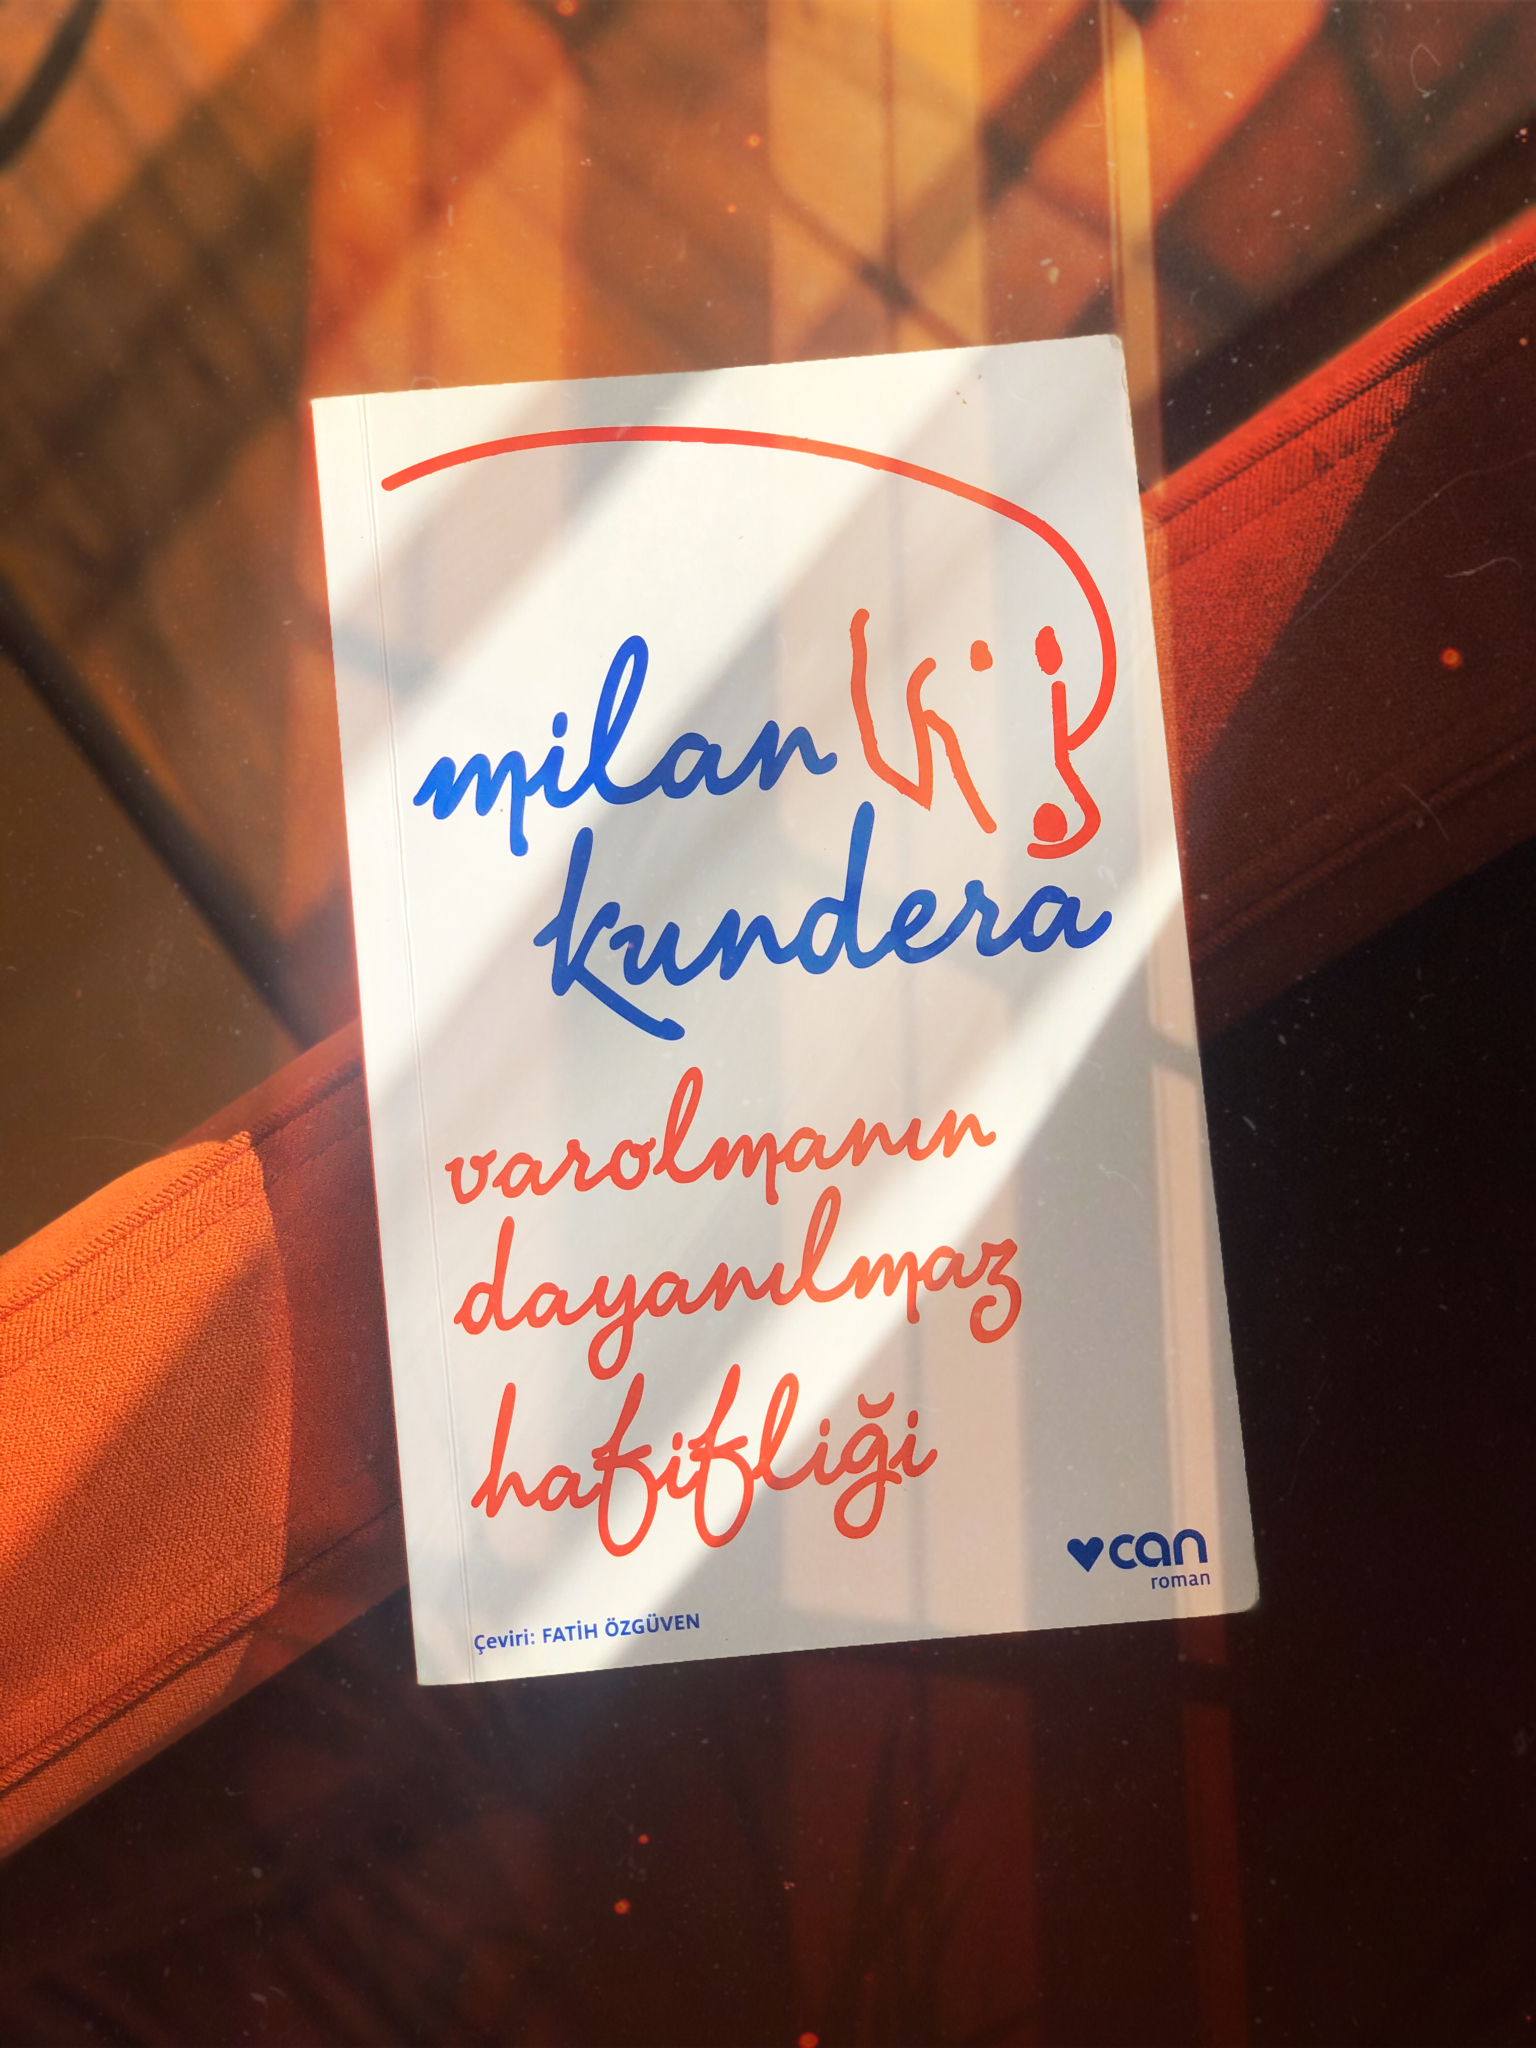 milan
kundera
varolmanın
dayanılmaz
hafifliği
can
roman
Çeviri: FATİH ÖZGÜVEN